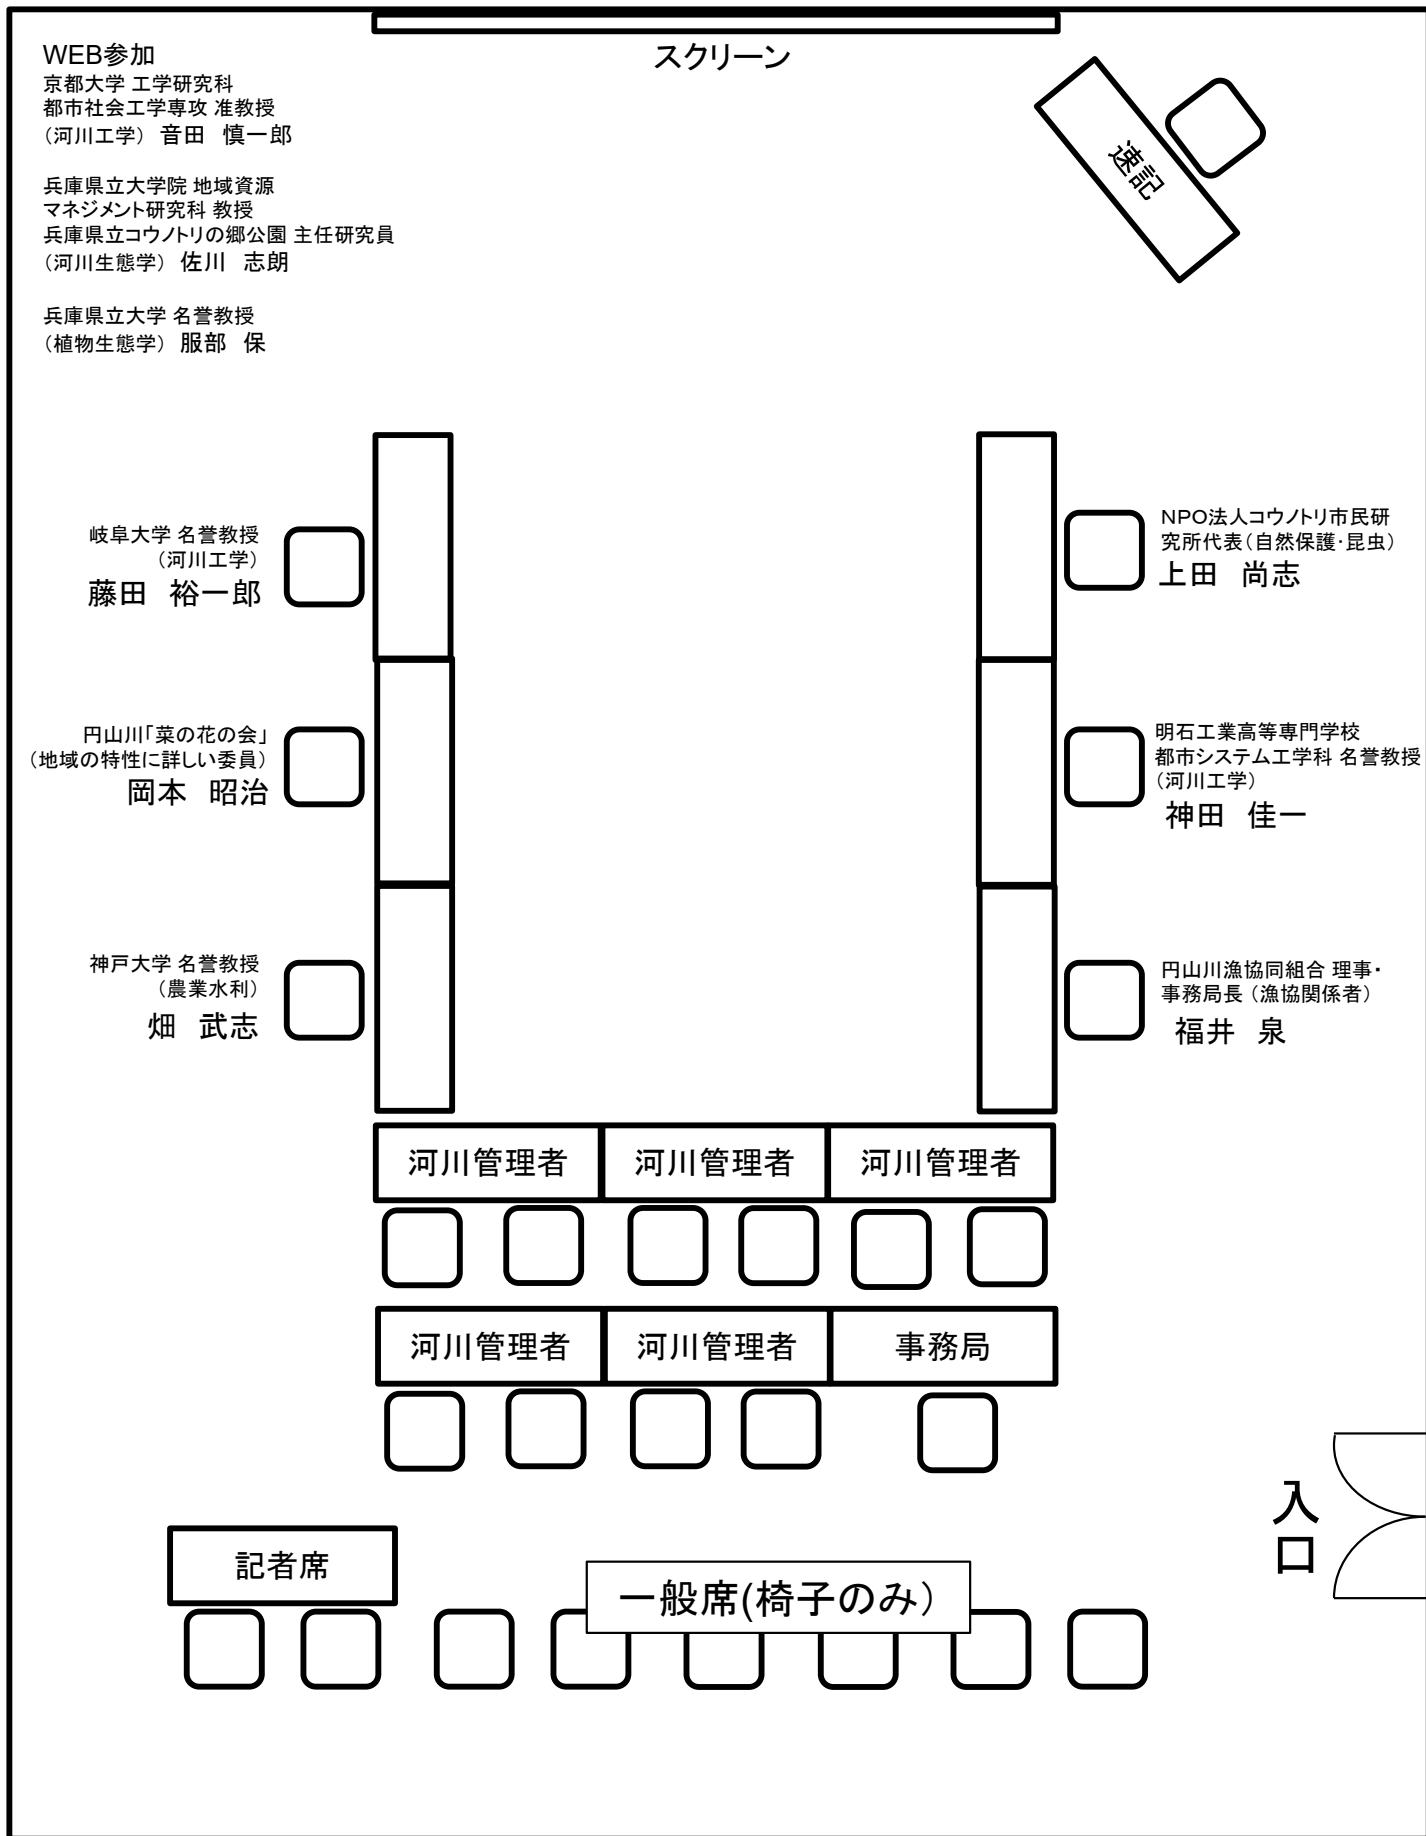 スクリーン
WEB参加
京都大学 工学研究科
都市社会工学専攻 准教授
（河川工学） 音田　慎一郎
兵庫県立大学院 地域資源
マネジメント研究科 教授
兵庫県立コウノトリの郷公園 主任研究員
（河川生態学） 佐川　志朗
兵庫県立大学 名誉教授
（植物生態学） 服部　保
速記
岐阜大学 名誉教授
（河川工学）
藤田　裕一郎
NPO法人コウノトリ市民研
究所代表（自然保護・昆虫）
上田　尚志
円山川「菜の花の会」
（地域の特性に詳しい委員）
岡本　昭治
明石工業高等専門学校
都市システム工学科 名誉教授
（河川工学）
神田　佳一
神戸大学 名誉教授
（農業水利）
畑　武志
円山川漁協同組合 理事・
事務局長 （漁協関係者）
福井　泉
河川管理者
河川管理者
河川管理者
河川管理者
河川管理者
事務局
入口
記者席
一般席(椅子のみ）